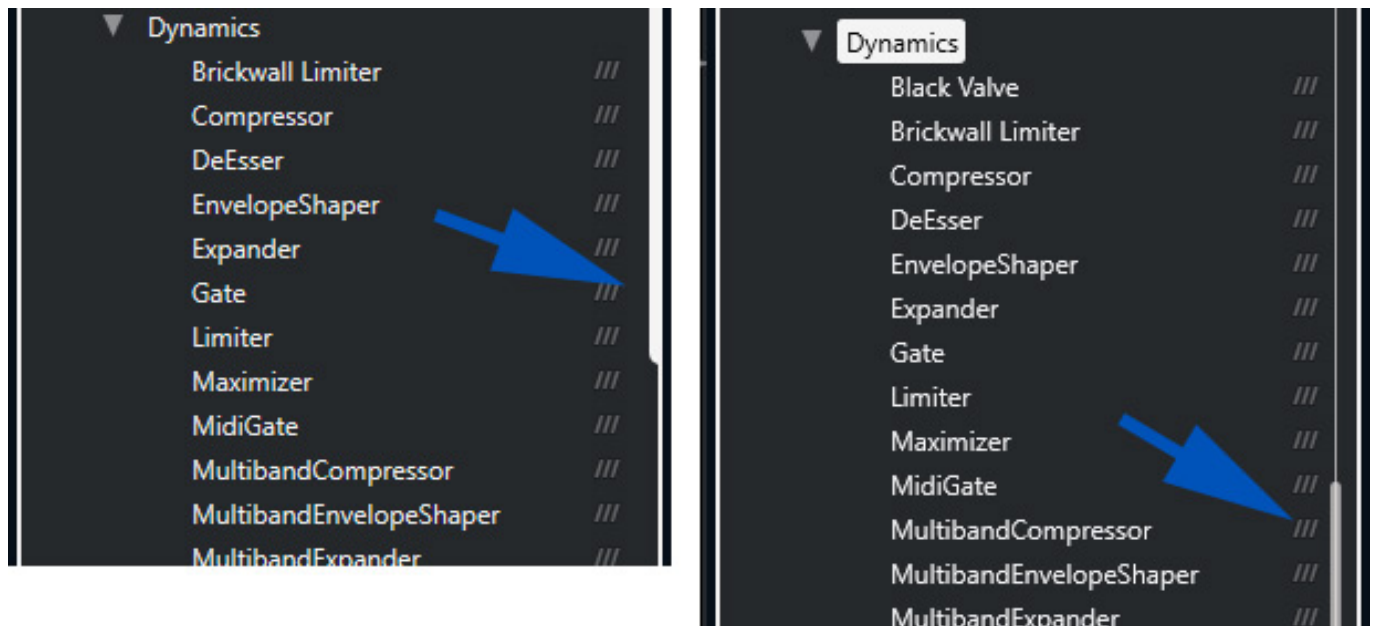 Dynamics
Brickwall Limiter
Compressor
DeEsser
EnvelopeShaper
Expander
Gate
Limiter
Maximizer
MidiGate
MultibandCompressor
MultibandEnvelopeShaper
MultibandExpander
Dynamics
Black Valve
Brickwall Limiter
Compressor
DeEsser
EnvelopeShaper
Expander
Gate
Limiter
Maximizer
MidiGate
MultibandCompressor
MultibandEnvelopeShaper
MultibandExpander